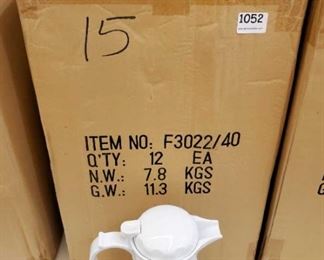 15
1052
ITEM NO: F3022/40
Q'TY: 12 EA
N.W.: 7.8 KGS
G.W.: 11.3 KGS